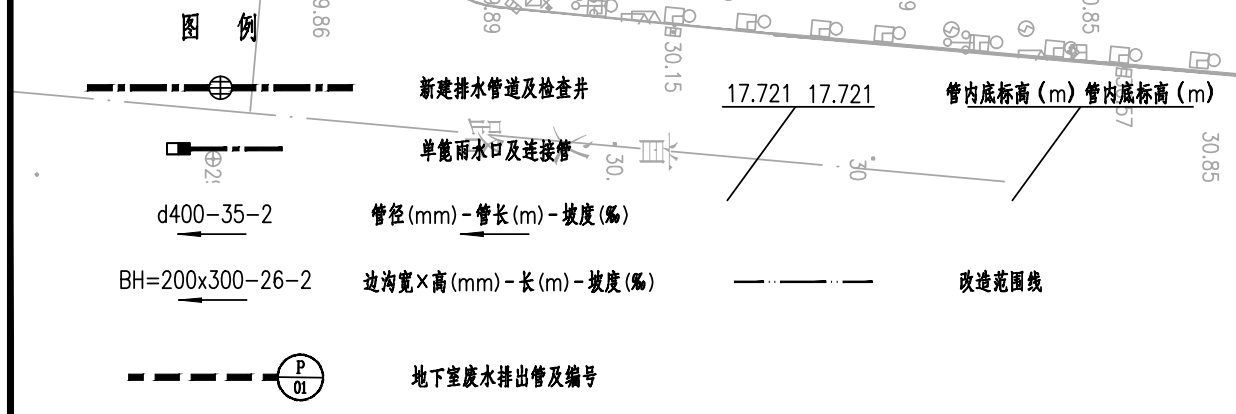 图 例
新建排水管道及检查井
17.721 17.721
管内底标高(m) 管内底标高(m)
单篦雨水口及连接管
d400-35-2
管径(mm)-管长(m)-坡度(‰)
BH=200x300-26-2
边沟宽×高(mm)-长(m)-坡度(‰)
改造范围线
P
01
地下室废水排出管及编号
30.15
30.85
30.
30